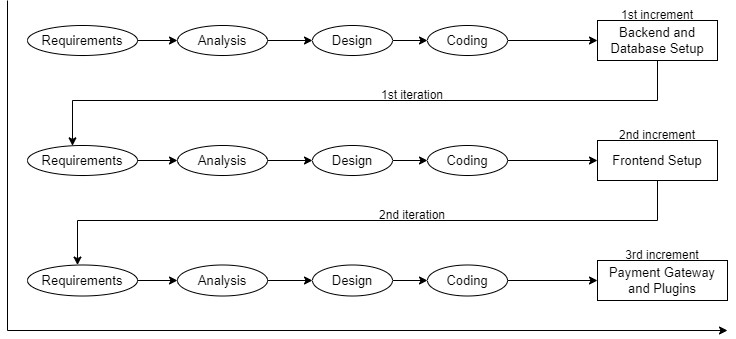 1st increment
Requirements
Analysis
Design
Coding
Backend and
Database Setup
1st iteration
2nd increment
Requirements
Analysis
Design
Coding
Frontend Setup
2nd iteration
3rd increment
Requirements
Analysis
Design
Coding
Payment Gateway
and Plugins